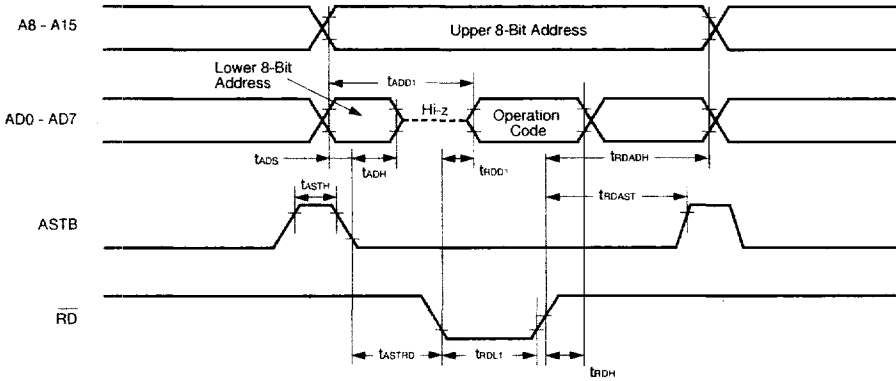 A8 - A15
Upper 8-Bit Address
Lower 8-Bit
Address
tADD1
AD0 - AD7
Hi-z
Operation
Code
tADS
tADH
tRDD1
tRDADH
tASTH
tRDAST
ASTB
RD
tASTRD
tRDL1
tRDH